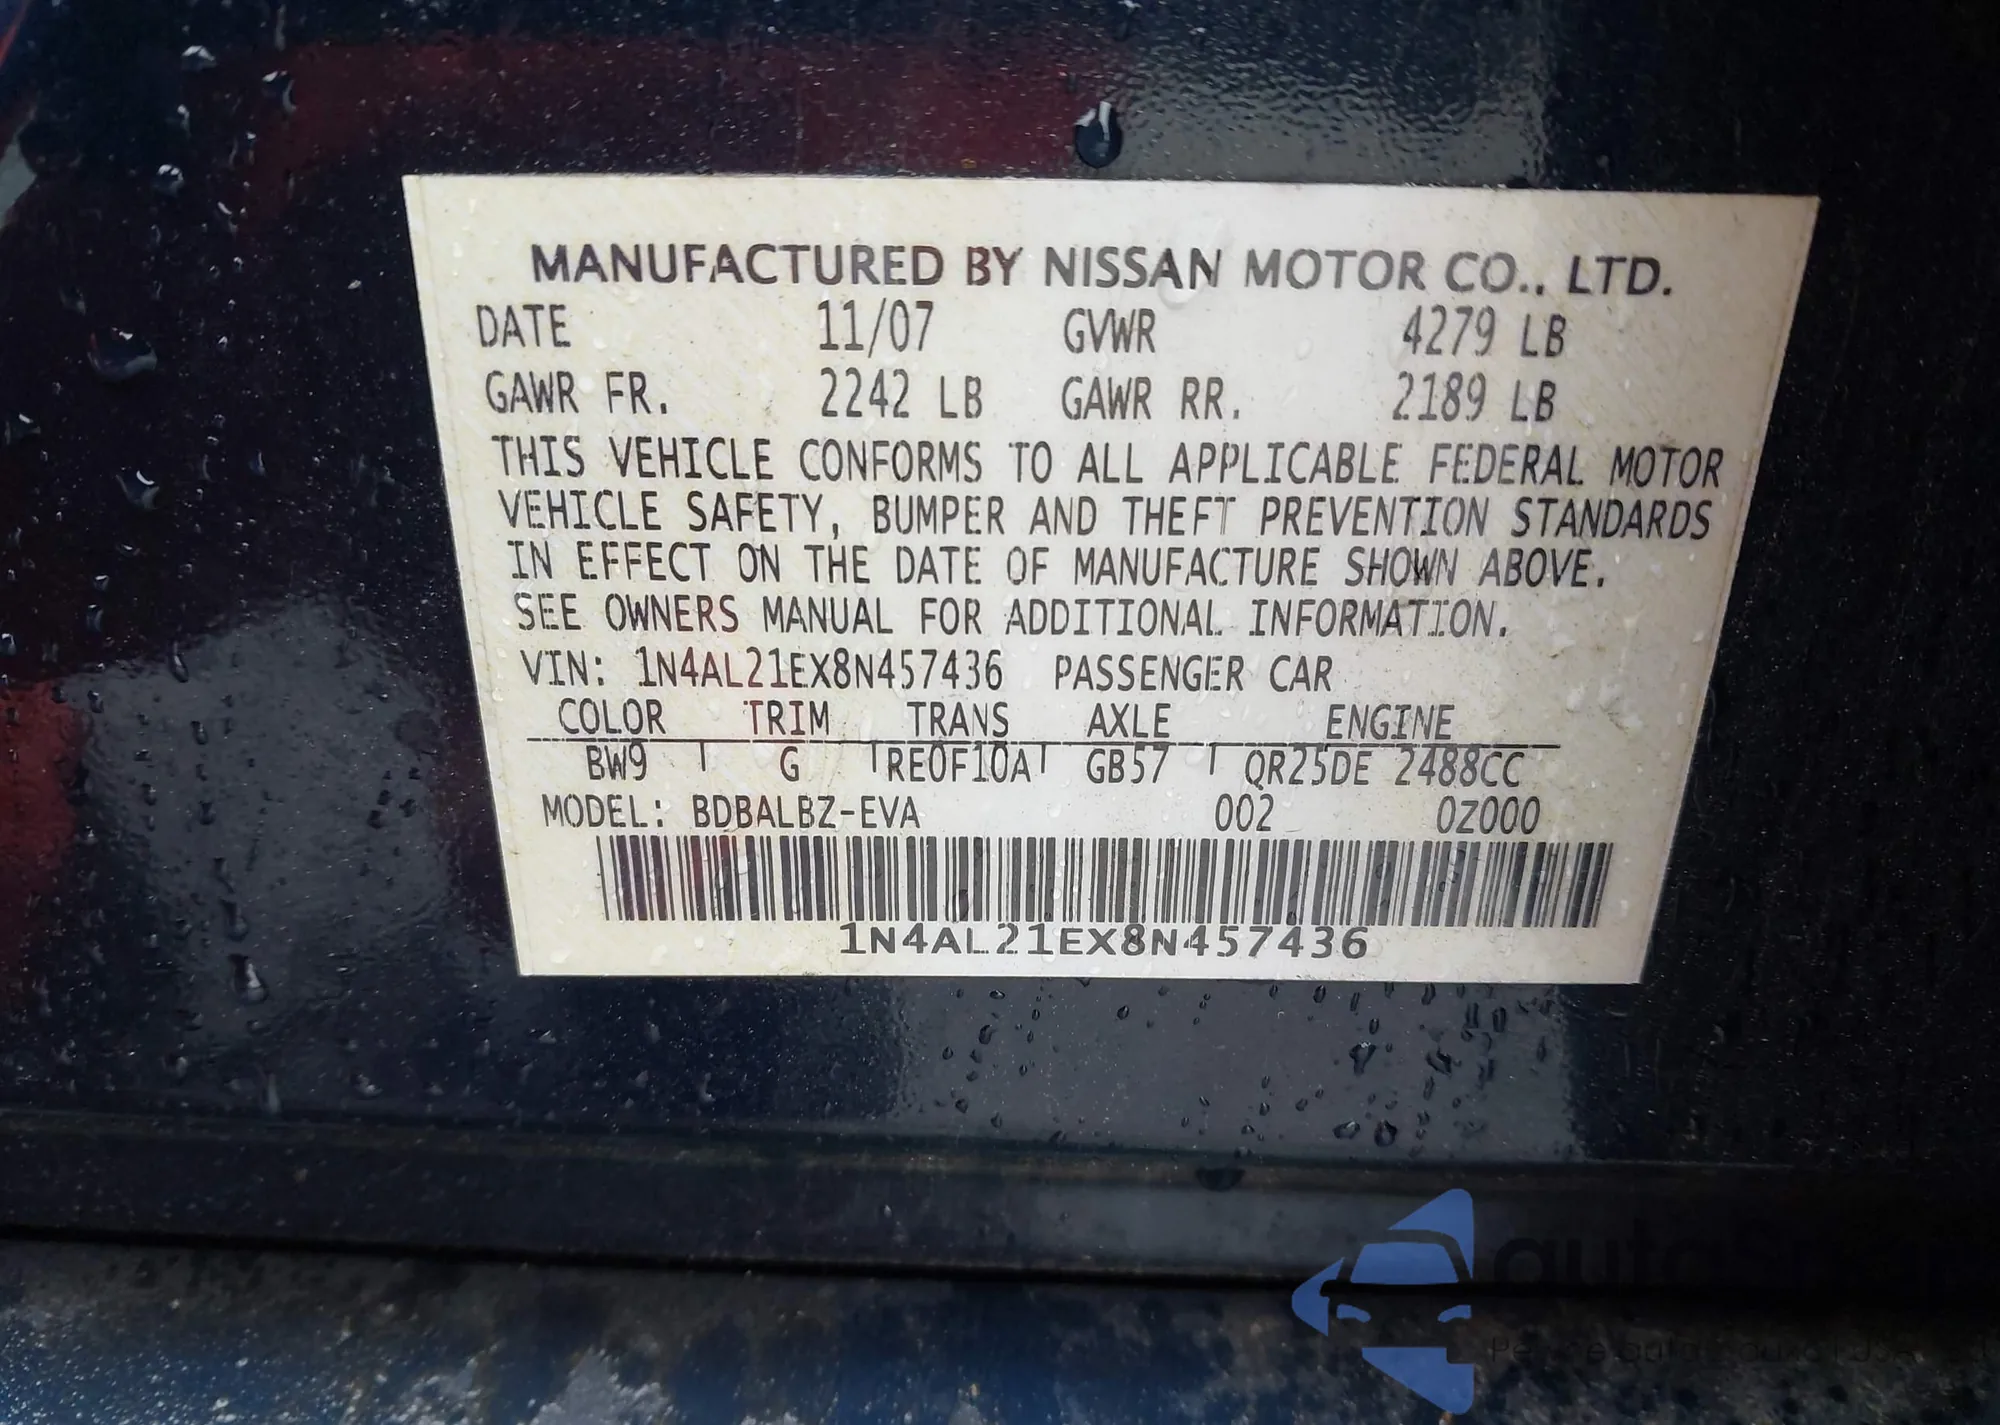 MANUFACTURED BY NISSAN MOTOR CO., LTD.
DATE 11/07 GVWR 4279 LB
GAWR FR. 2242 LB GAWR RR. 2189 LB
THIS VEHICLE CONFORMS TO ALL APPLICABLE FEDERAL MOTOR
VEHICLE SAFETY, BUMPER AND THEFT PREVENTION STANDARDS
IN EFFECT ON THE DATE OF MANUFACTURE SHOWN ABOVE.
SEE OWNERS MANUAL FOR ADDITIONAL INFORMATION.
VIN: 1N4AL21EX8N457436 PASSENGER CAR
COLOR TRIM TRANS AXLE ENGINE
BW9 G RE0F10A GB57 QR25DE 2488CC
MODEL: BDBALBZ-EVA 002 0Z000
1N4AL21EX8N457436